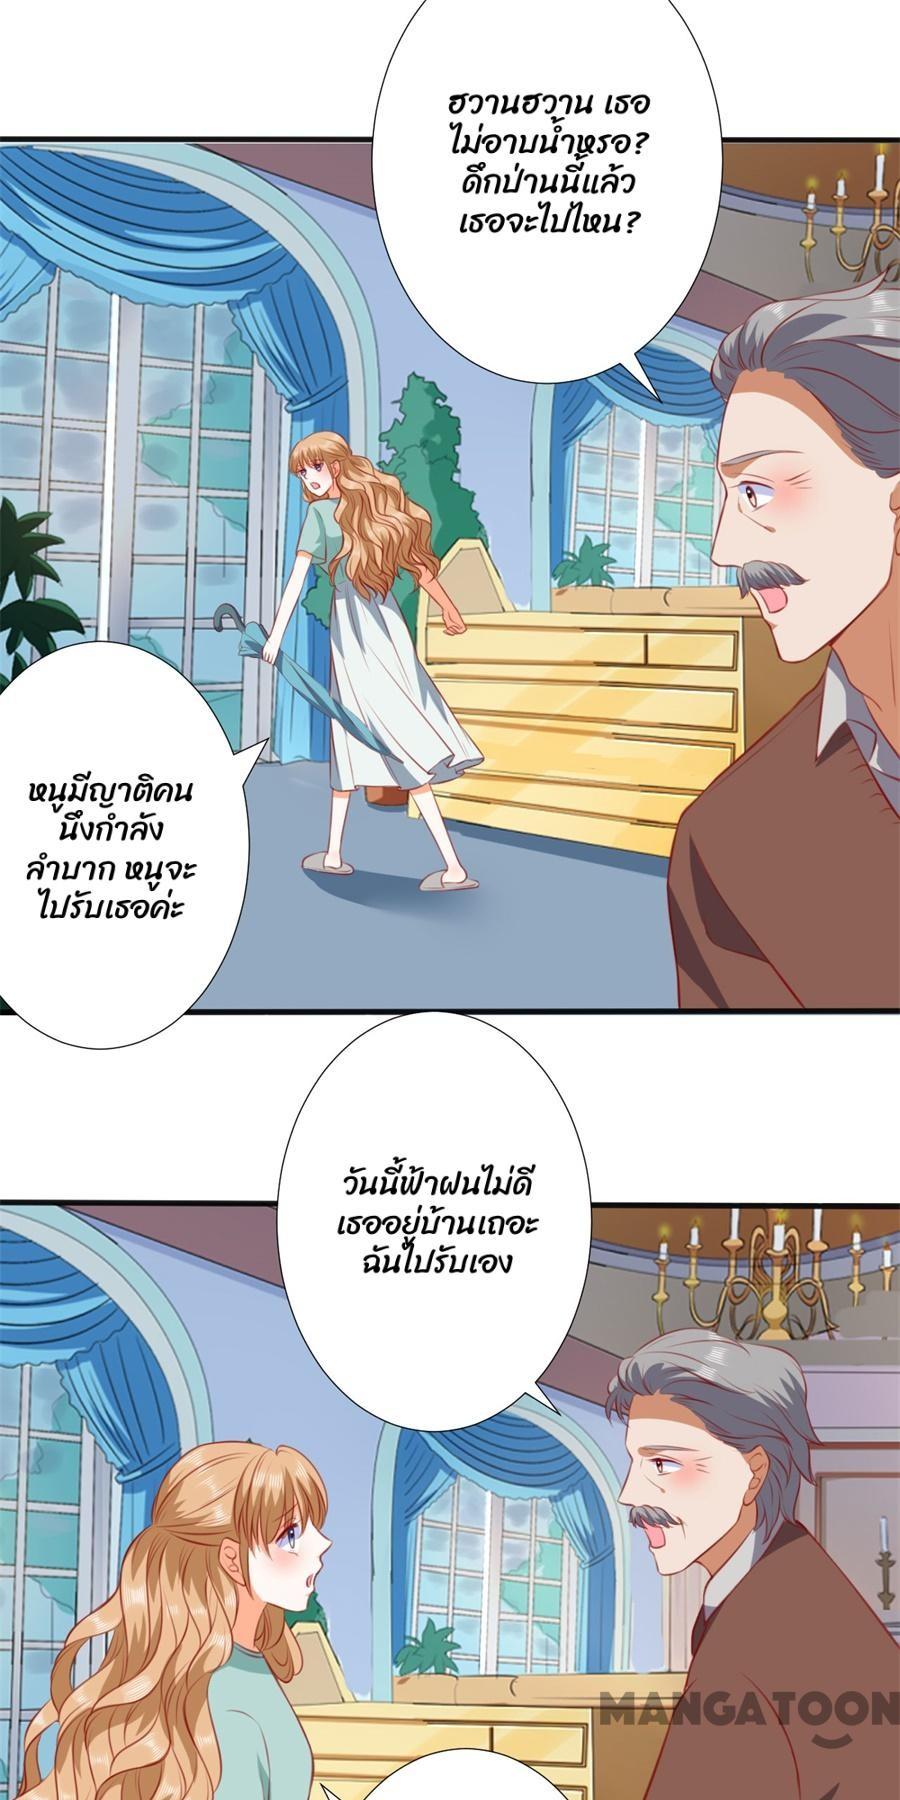 ฮวานฮวาน เธอ
ไม่อาบน้ำหรอ?
ดึกป่านนี้แล้ว
เธอจะไปไหน?
หนูมีญาติคน
นึงกำลัง
ลำบาก หนูจะ
ไปรับเธอค่ะ
วันนี้ฟ้าฝนไม่ดี
เธออยู่บ้านเถอะ
ฉันไปรับเอง
MANGATOON